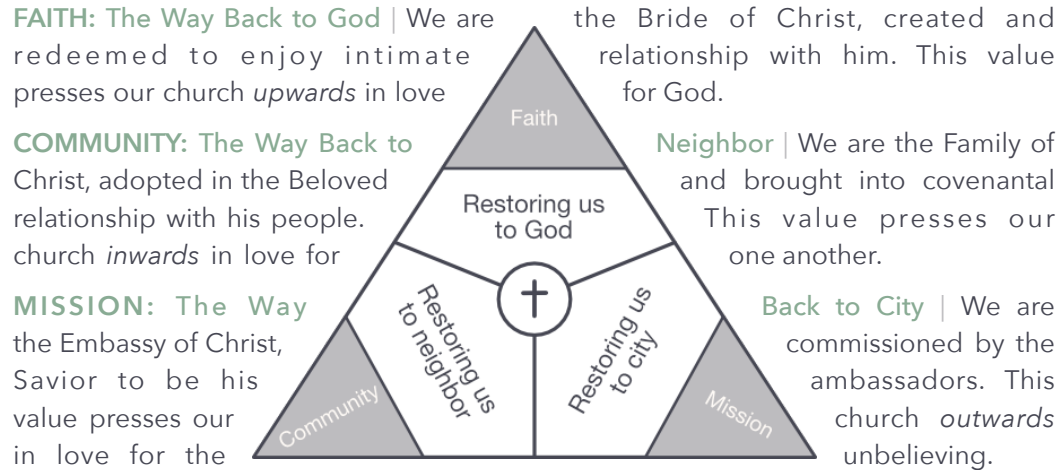 FAITH: The Way Back to God | We are the Bride of Christ, created and
redeemed to enjoy intimate relationship with him. This value
presses our church upwards in love for God.
COMMUNITY: The Way Back to Neighbor | We are the Family of
Christ, adopted in the Beloved and brought into covenantal
relationship with his people. This value presses our
church inwards in love for one another.
MISSION: The Way Back to City | We are
the Embassy of Christ, commissioned by the
Savior to be his ambassadors. This
value presses our church outwards
in love for the unbelieving.
Faith
Restoring us
to God
Restoring us
to neighbor
Restoring us
to city
Community
Mission